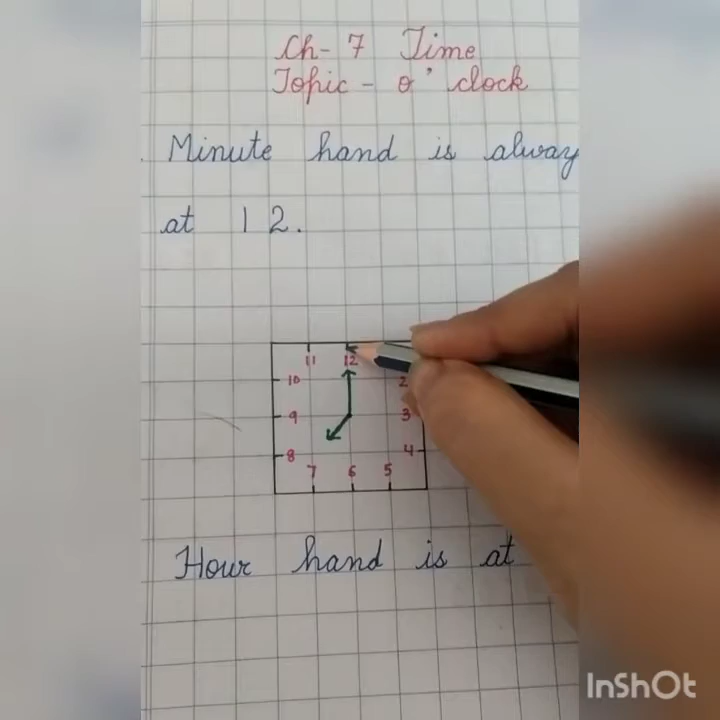 Ch- 7 Time
Topic - o' clock
Minute hand is alway
at 12.
11 12
10 2
9 3
8 4
7 6 5
Hour hand is at
InShOt